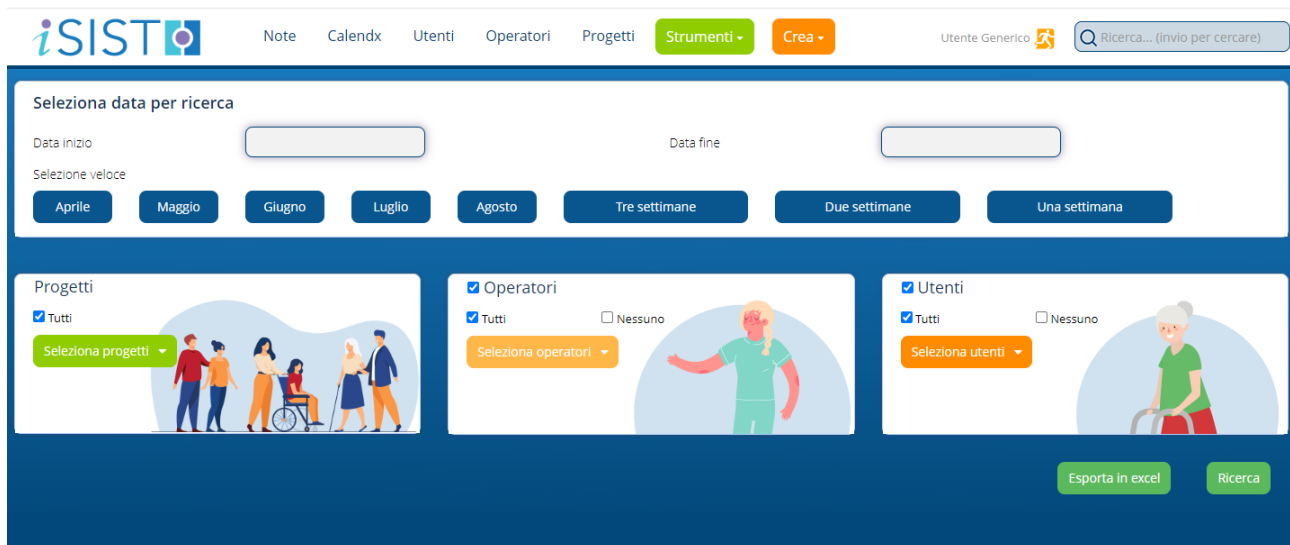 iSIST
Note Calendx Utenti Operatori Progetti Strumenti Crea Utente Generico Ricerca... (invio per cercare)
Seleziona data per ricerca
Data inizio Data fine
Selezione veloce
Aprile Maggio Giugno Luglio Agosto Tre settimane Due settimane Una settimana
Progetti
Tutti
Seleziona progetti
Operatori
Tutti Nessuno
Seleziona operatori
Utenti
Tutti Nessuno
Seleziona utenti
Esporta in excel Ricerca